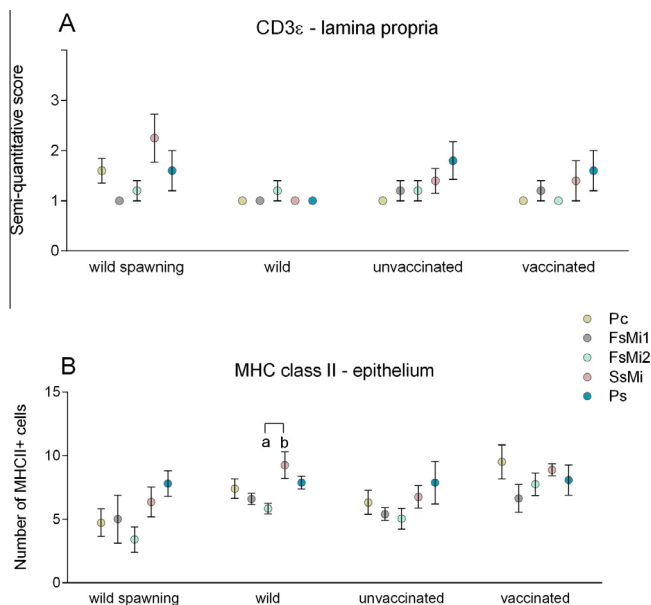 A
CD3ε - lamina propria
Semi-quantitative score
3
2
1
0
wild spawning wild unvaccinated vaccinated
Pc
FsMi1
FsMi2
SsMi
Ps
B
MHC class II - epithelium
Number of MHCII+ cells
15
10
5
0
a b
wild spawning wild unvaccinated vaccinated